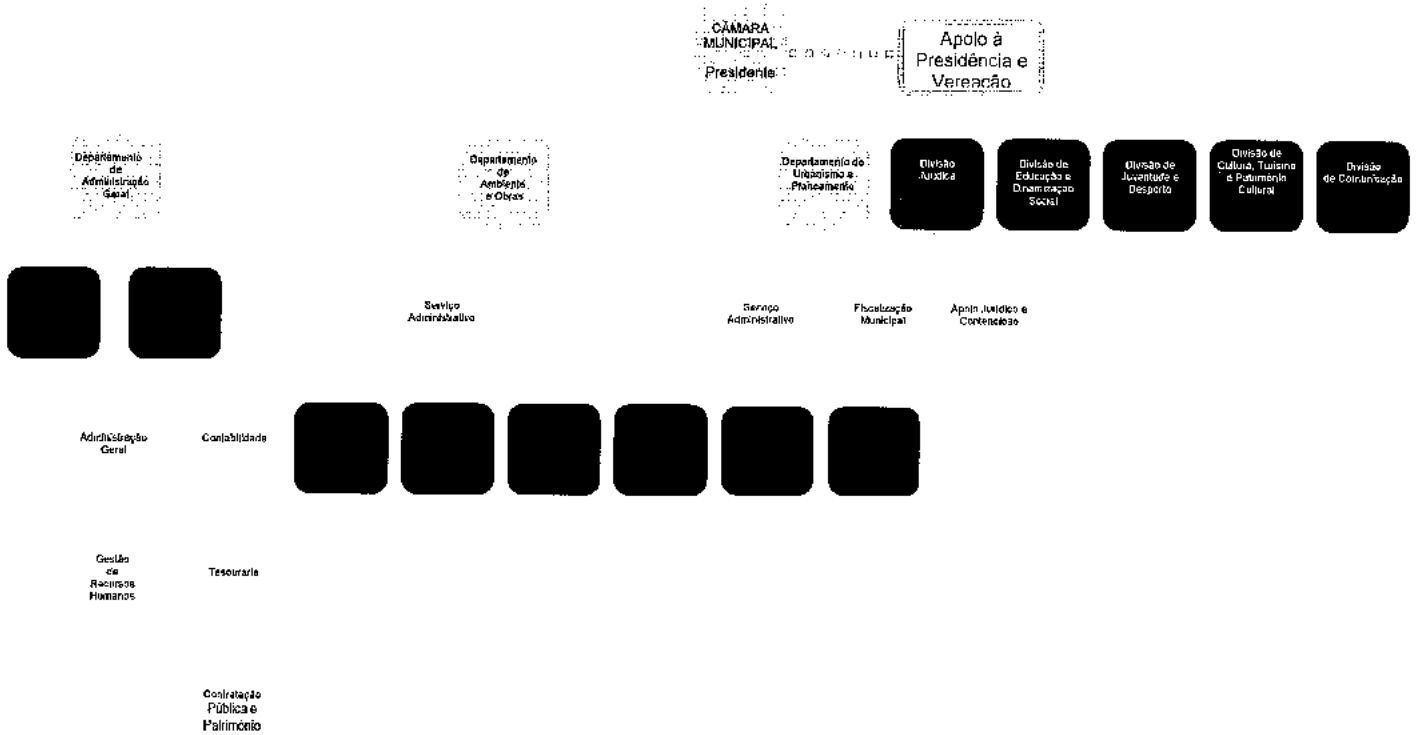 CÂMARA
MUNICIPAL
Presidente
Apoio à
Presidência e
Vereação
Departamento
de
Administração
Geral
Departamento
de
Ambiente
e Obras
Departamento de
Urbanismo e
Planeamento
Divisão
Jurídica
Divisão de
Educação e
Dinamização
Social
Divisão de
Juventude e
Desporto
Divisão de
Cultura, Turismo
e Património
Cultural
Divisão
de Comunicação
Serviço
Administrativo
Serviço
Administrativo
Fiscalização
Municipal
Apoio Jurídico e
Contencioso
Administração
Geral
Contabilidade
Gestão
de
Recursos
Humanos
Tesouraria
Contratação
Pública e
Património